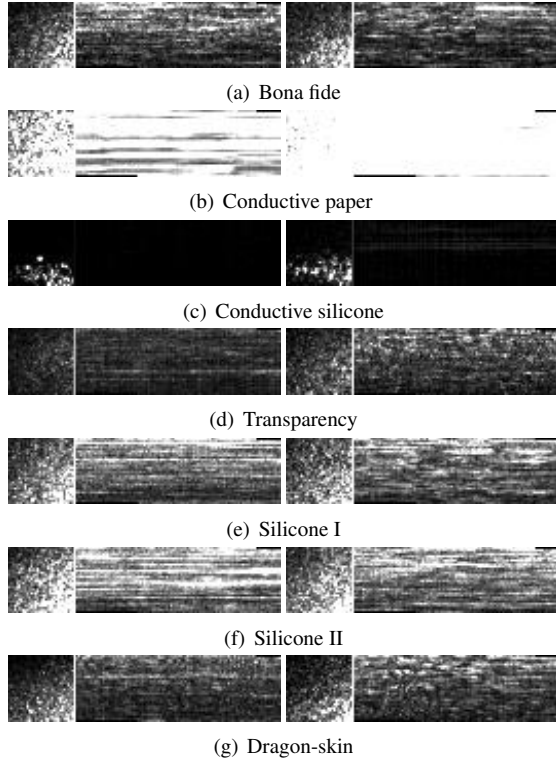 (a) Bona fide
(b) Conductive paper
(c) Conductive silicone
(d) Transparency
(e) Silicone I
(f) Silicone II
(g) Dragon-skin